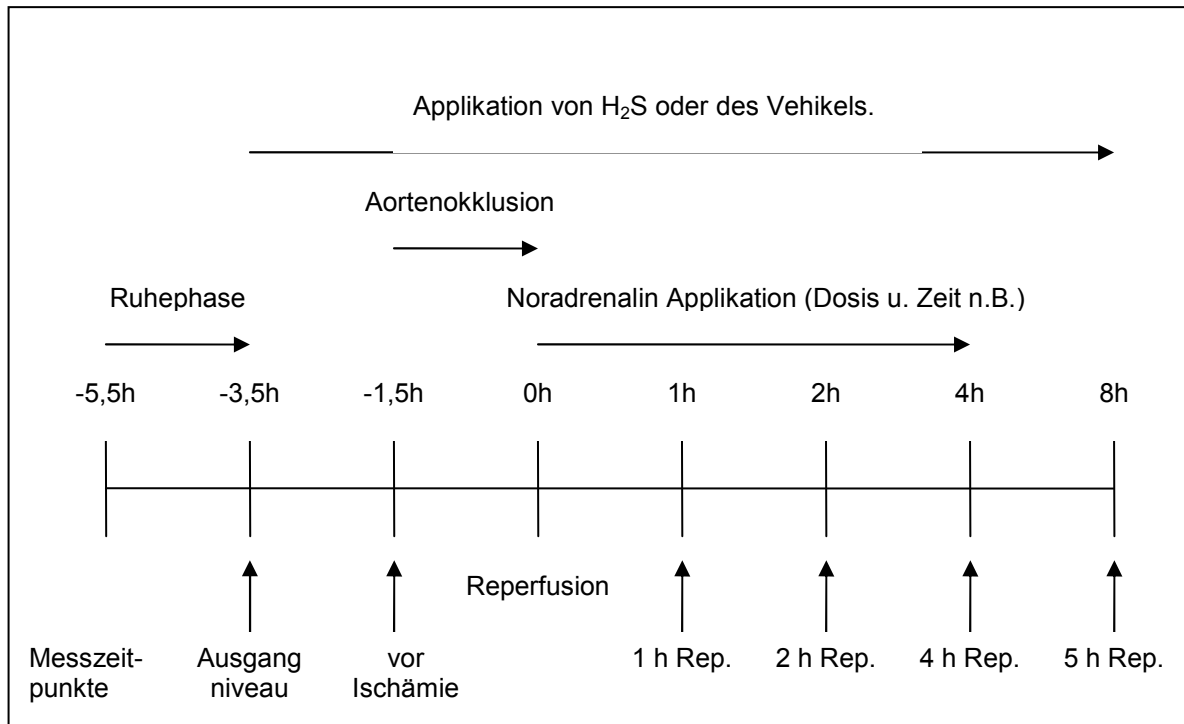 Applikation von H₂S oder des Vehikels.
Aortenokklusion
Ruhephase
Noradrenalin Applikation (Dosis u. Zeit n.B.)
-5,5h -3,5h -1,5h 0h 1h 2h 4h 8h
Reperfusion
Messzeit-
punkte
Ausgang
niveau
vor
Ischämie
1 h Rep. 2 h Rep. 4 h Rep. 5 h Rep.